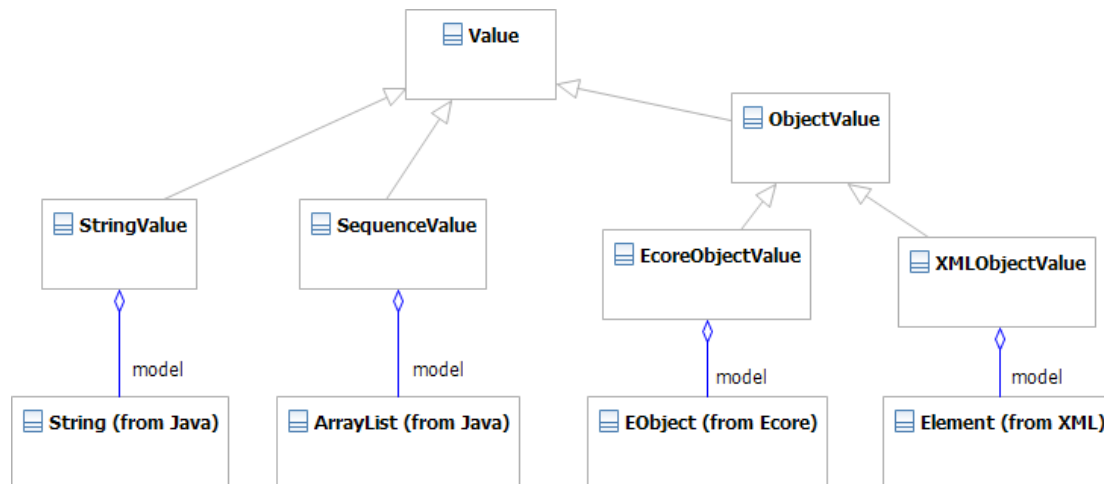 Value
ObjectValue
StringValue
SequenceValue
EcoreObjectValue
XMLObjectValue
model
model
model
model
String (from Java)
ArrayList (from Java)
EObject (from Ecore)
Element (from XML)